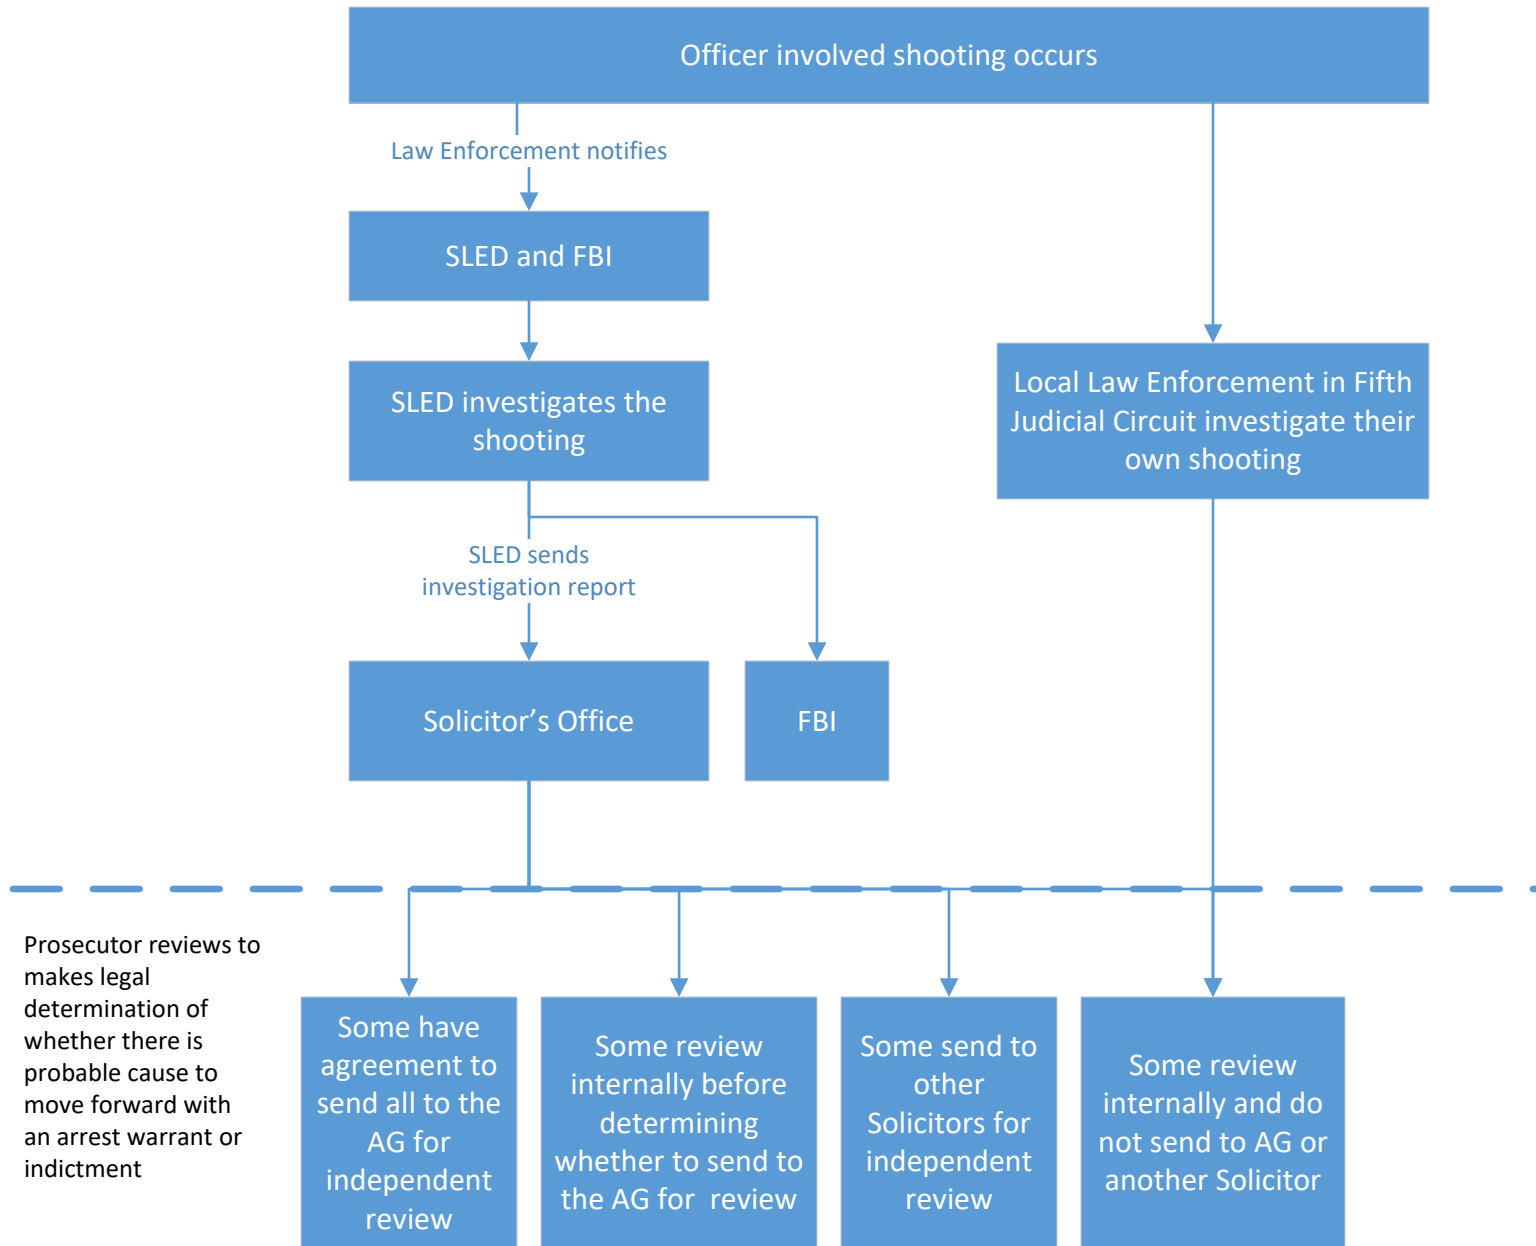 Officer involved shooting occurs
Law Enforcement notifies
SLED and FBI
SLED investigates the
shooting
Local Law Enforcement in Fifth
Judicial Circuit investigate their
own shooting
SLED sends
investigation report
Solicitor’s Office
FBI
Prosecutor reviews to
makes legal
determination of
whether there is
probable cause to
move forward with
an arrest warrant or
indictment
Some have
agreement to
send all to the
AG for
independent
review
Some review
internally before
determining
whether to send to
the AG for  review
Some send to
other
Solicitors for
independent
review
Some review
internally and do
not send to AG or
another Solicitor